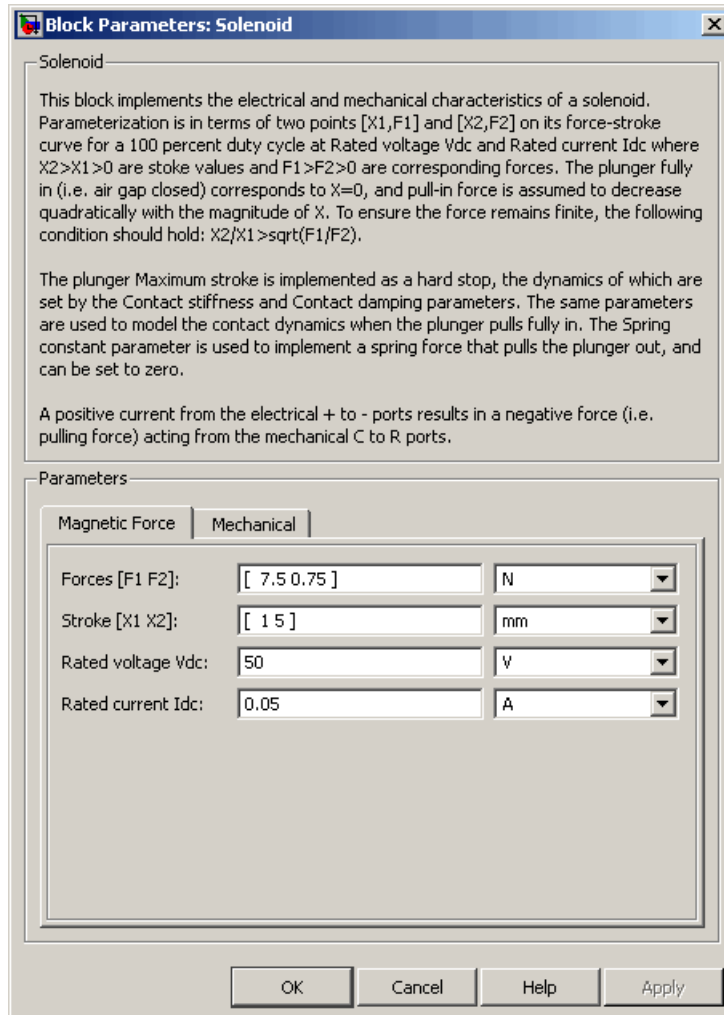 Block Parameters: Solenoid
Solenoid
This block implements the electrical and mechanical characteristics of a solenoid.
Parameterization is in terms of two points [X1,F1] and [X2,F2] on its force-stroke
curve for a 100 percent duty cycle at Rated voltage Vdc and Rated current Idc where
X2>X1>0 are stoke values and F1>F2>0 are corresponding forces. The plunger fully
in (i.e. air gap closed) corresponds to X=0, and pull-in force is assumed to decrease
quadratically with the magnitude of X. To ensure the force remains finite, the following
condition should hold: X2/X1>sqrt(F1/F2).
The plunger Maximum stroke is implemented as a hard stop, the dynamics of which are
set by the Contact stiffness and Contact damping parameters. The same parameters
are used to model the contact dynamics when the plunger pulls fully in. The Spring
constant parameter is used to implement a spring force that pulls the plunger out, and
can be set to zero.
A positive current from the electrical + to - ports results in a negative force (i.e.
pulling force) acting from the mechanical C to R ports.
Parameters
Magnetic Force Mechanical
Forces [F1 F2]: [ 7.5 0.75 ] N
Stroke [X1 X2]: [ 1 5 ] mm
Rated voltage Vdc: 50 V
Rated current Idc: 0.05 A
OK Cancel Help Apply